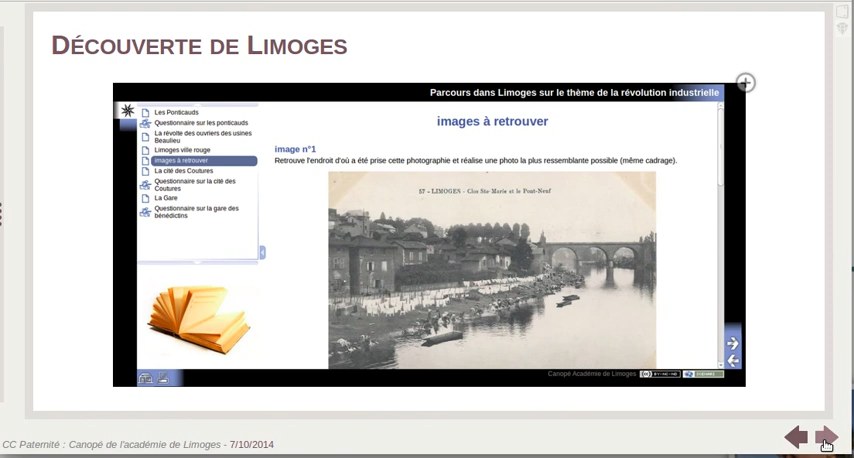 DÉCOUVERTE DE LIMOGES
Parcours dans Limoges sur le thème de la révolution industrielle
Les Ponticauds
Questionnaire sur les ponticauds
La révolte des ouvriers des usines
Beaulieu
Limoges ville rouge
images à retrouver
La cité des Coutures
Questionnaire sur la cité des
Coutures
La Gare
Questionnaire sur la gare des
bénédictins
images à retrouver
image n°1
Retrouve l'endroit d'où a été prise cette photographie et réalise une photo la plus ressemblante possible (même cadrage).
37 - LIMOGES - Clos Ste-Marie et le Pont-Neuf
Canopé Académie de Limoges
CC Paternité : Canopé de l'académie de Limoges - 7/10/2014